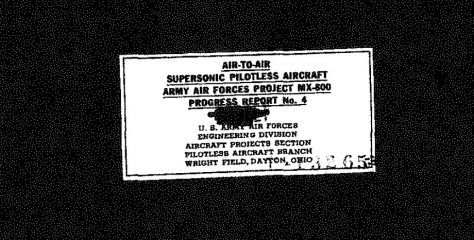 AIR-TO-AIR
SUPERSONIC PILOTLESS AIRCRAFT
ARMY AIR FORCES PROJECT MX-800
PROGRESS REPORT No. 4
U. S. ARMY AIR FORCES
ENGINEERING DIVISION
AIRCRAFT PROJECTS SECTION
PILOTLESS AIRCRAFT BRANCH
WRIGHT FIELD, DAYTON, OHIO